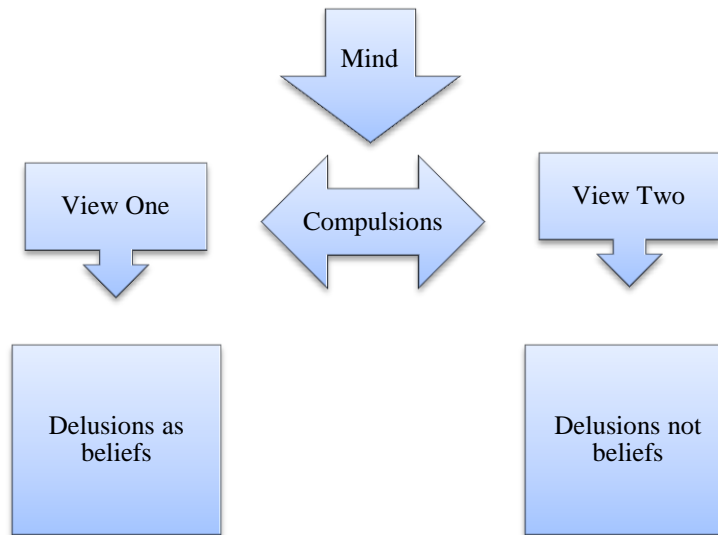 Mind
View One
Compulsions
View Two
Delusions as
beliefs
Delusions not
beliefs